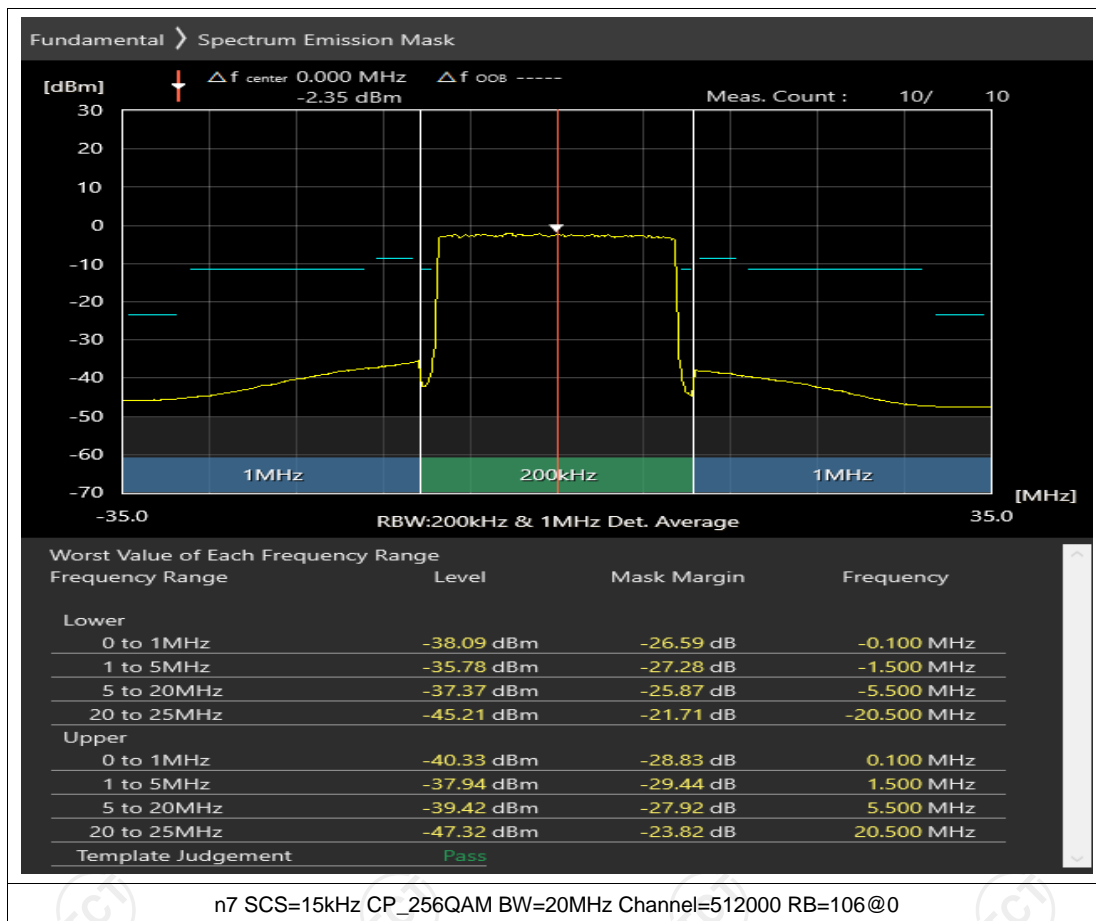 Fundamental ❯ Spectrum Emission Mask
[dBm] △f center 0.000 MHz △f OOB -----
-2.35 dBm Meas. Count : 10/ 10
30
20
10
0
-10
-20
-30
-40
-50
-60
1MHz 200kHz 1MHz
-70
[MHz]
-35.0 RBW:200kHz & 1MHz Det. Average 35.0
Worst Value of Each Frequency Range
Frequency Range Level Mask Margin Frequency
Lower
0 to 1MHz -38.09 dBm -26.59 dB -0.100 MHz
1 to 5MHz -35.78 dBm -27.28 dB -1.500 MHz
5 to 20MHz -37.37 dBm -25.87 dB -5.500 MHz
20 to 25MHz -45.21 dBm -21.71 dB -20.500 MHz
Upper
0 to 1MHz -40.33 dBm -28.83 dB 0.100 MHz
1 to 5MHz -37.94 dBm -29.44 dB 1.500 MHz
5 to 20MHz -39.42 dBm -27.92 dB 5.500 MHz
20 to 25MHz -47.32 dBm -23.82 dB 20.500 MHz
Template Judgement Pass
n7 SCS=15kHz CP_256QAM BW=20MHz Channel=512000 RB=106@0